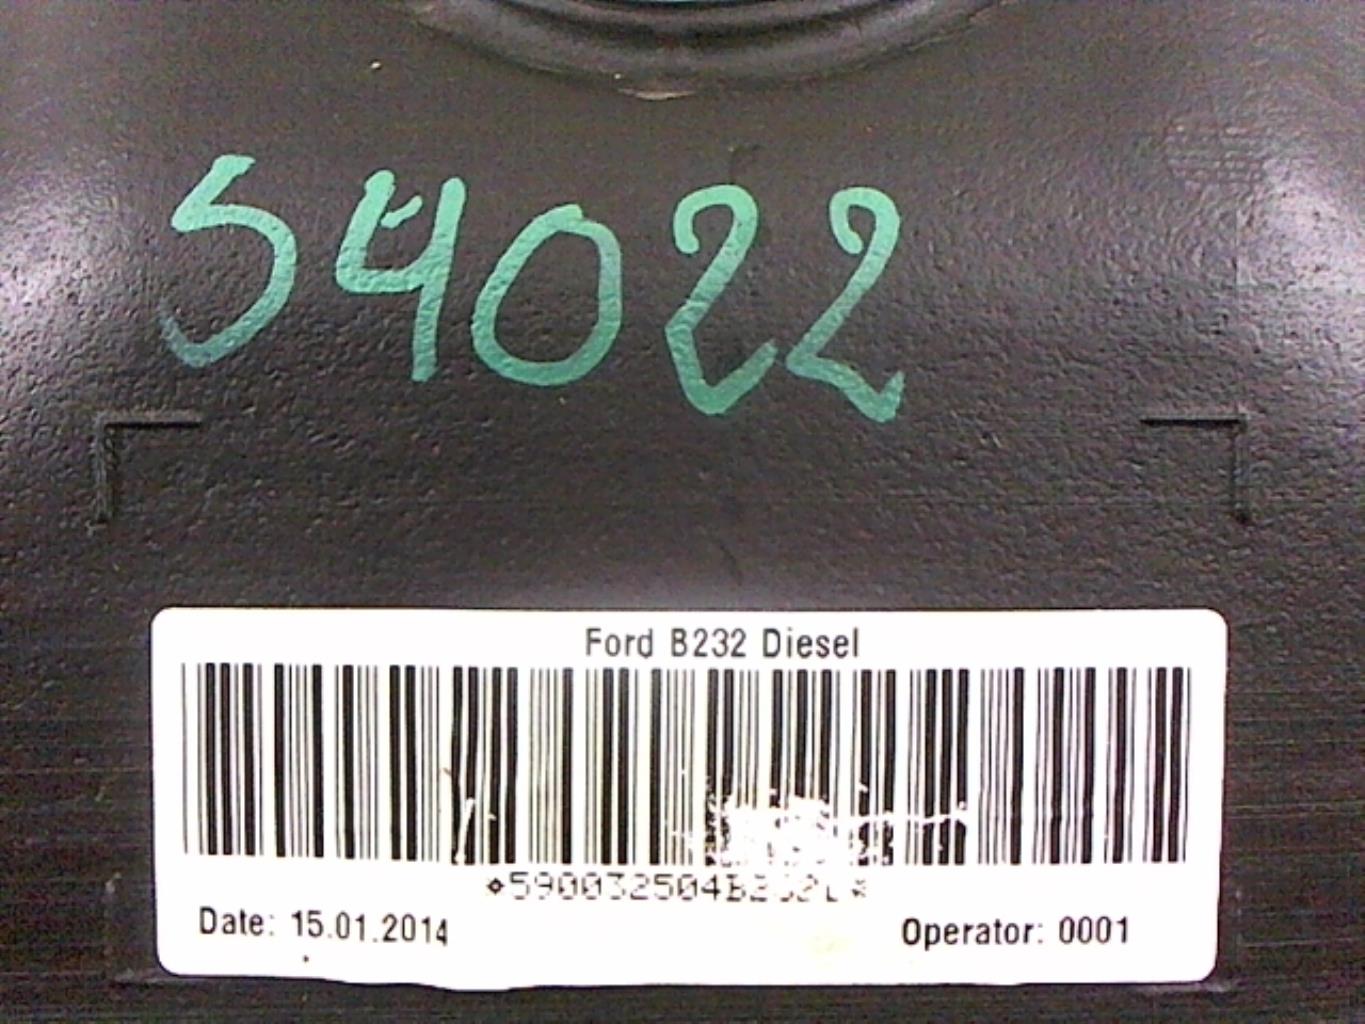 54022
Ford B232 Diesel
Date: 15.01.2014
Operator: 0001